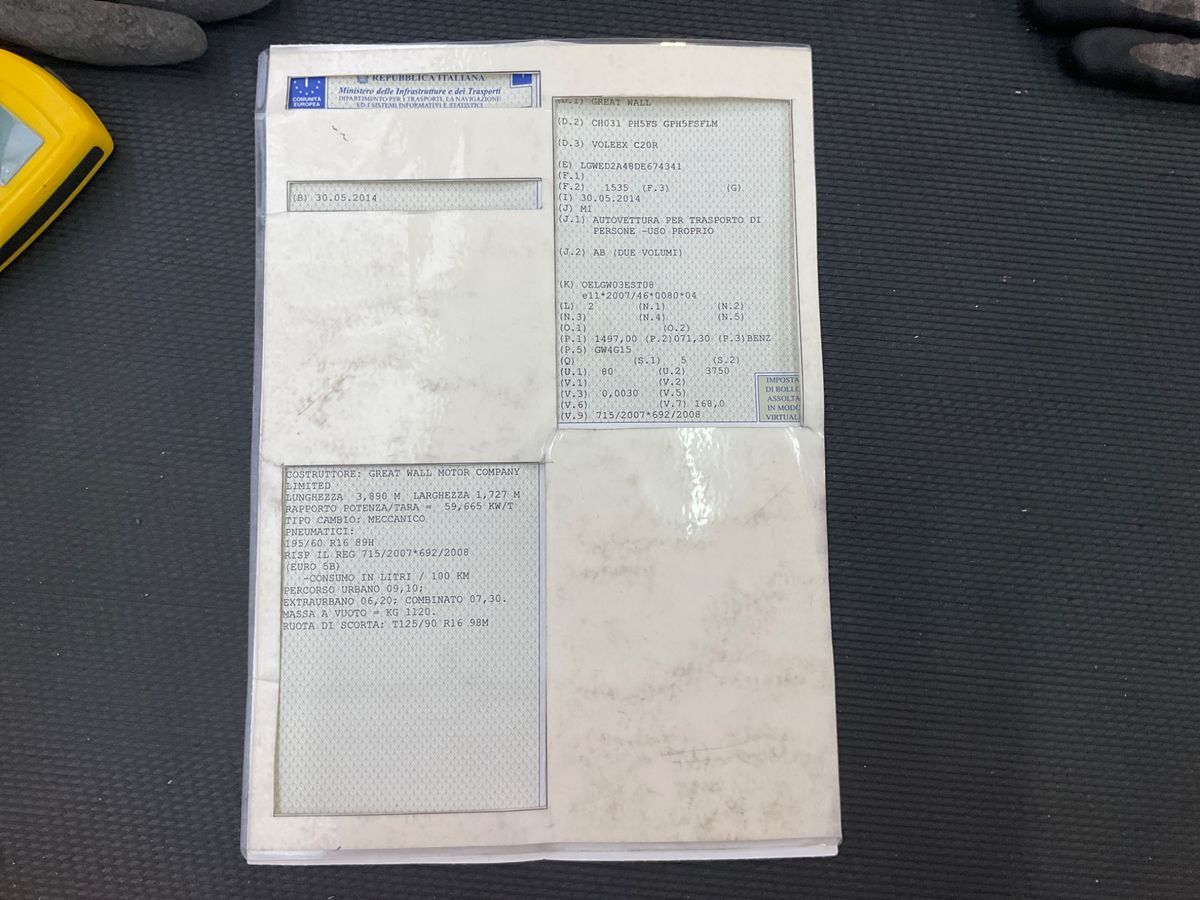 REPUBBLICA ITALIANA
COMUNITÀ EUROPEA
Ministero delle Infrastrutture e dei Trasporti
DIPARTIMENTO PER I TRASPORTI, LA NAVIGAZIONE
ED I SISTEMI INFORMATIVI E STATISTICI
(B) 30.05.2014
(D.1) GREAT WALL
(D.2) CH031 PH5FS GPH5FSFLM
(D.3) VOLEEX C20R
(E) LGWED2A48DE674341
(F.1)
(F.2) 1535 (F.3) (G)
(I) 30.05.2014
(J) M1
(J.1) AUTOVETTURA PER TRASPORTO DI
PERSONE -USO PROPRIO
(J.2) AB (DUE VOLUMI)
(K) OELGW03EST08
e11*2007/46*0080*04
(L) 2 (N.1) (N.2)
(N.3) (N.4) (N.5)
(O.1) (O.2)
(P.1) 1497,00 (P.2)071,30 (P.3)BENZ
(P.5) GW4G15
(Q) (S.1) 5 (S.2)
(U.1) 80 (U.2) 3750
(V.1) (V.2)
(V.3) 0,0030 (V.5)
(V.6) (V.7) 168,0
(V.9) 715/2007*692/2008
IMPOSTA
DI BOLLO
ASSOLTA
IN MODO
VIRTUAL
COSTRUTTORE: GREAT WALL MOTOR COMPANY
LIMITED
LUNGHEZZA 3,890 M LARGHEZZA 1,727 M
RAPPORTO POTENZA/TARA = 59,665 KW/T
TIPO CAMBIO: MECCANICO
PNEUMATICI:
195/60 R16 89H
RISP IL REG 715/2007*692/2008
(EURO 5B)
-CONSUMO IN LITRI / 100 KM
PERCORSO URBANO 09,10;
EXTRAURBANO 06,20; COMBINATO 07,30.
MASSA A VUOTO = KG 1120.
RUOTA DI SCORTA: T125/90 R16 98M